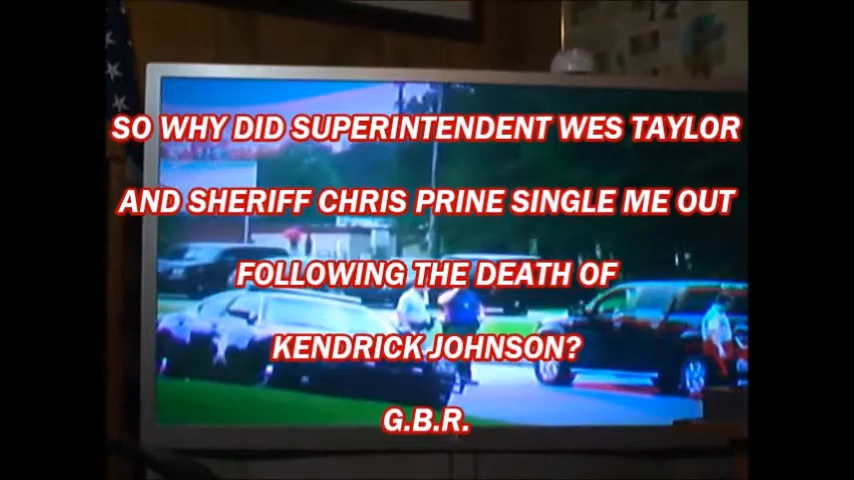 SO WHY DID SUPERINTENDENT WES TAYLOR
AND SHERIFF CHRIS PRINE SINGLE ME OUT
FOLLOWING THE DEATH OF
KENDRICK JOHNSON?
G.B.R.